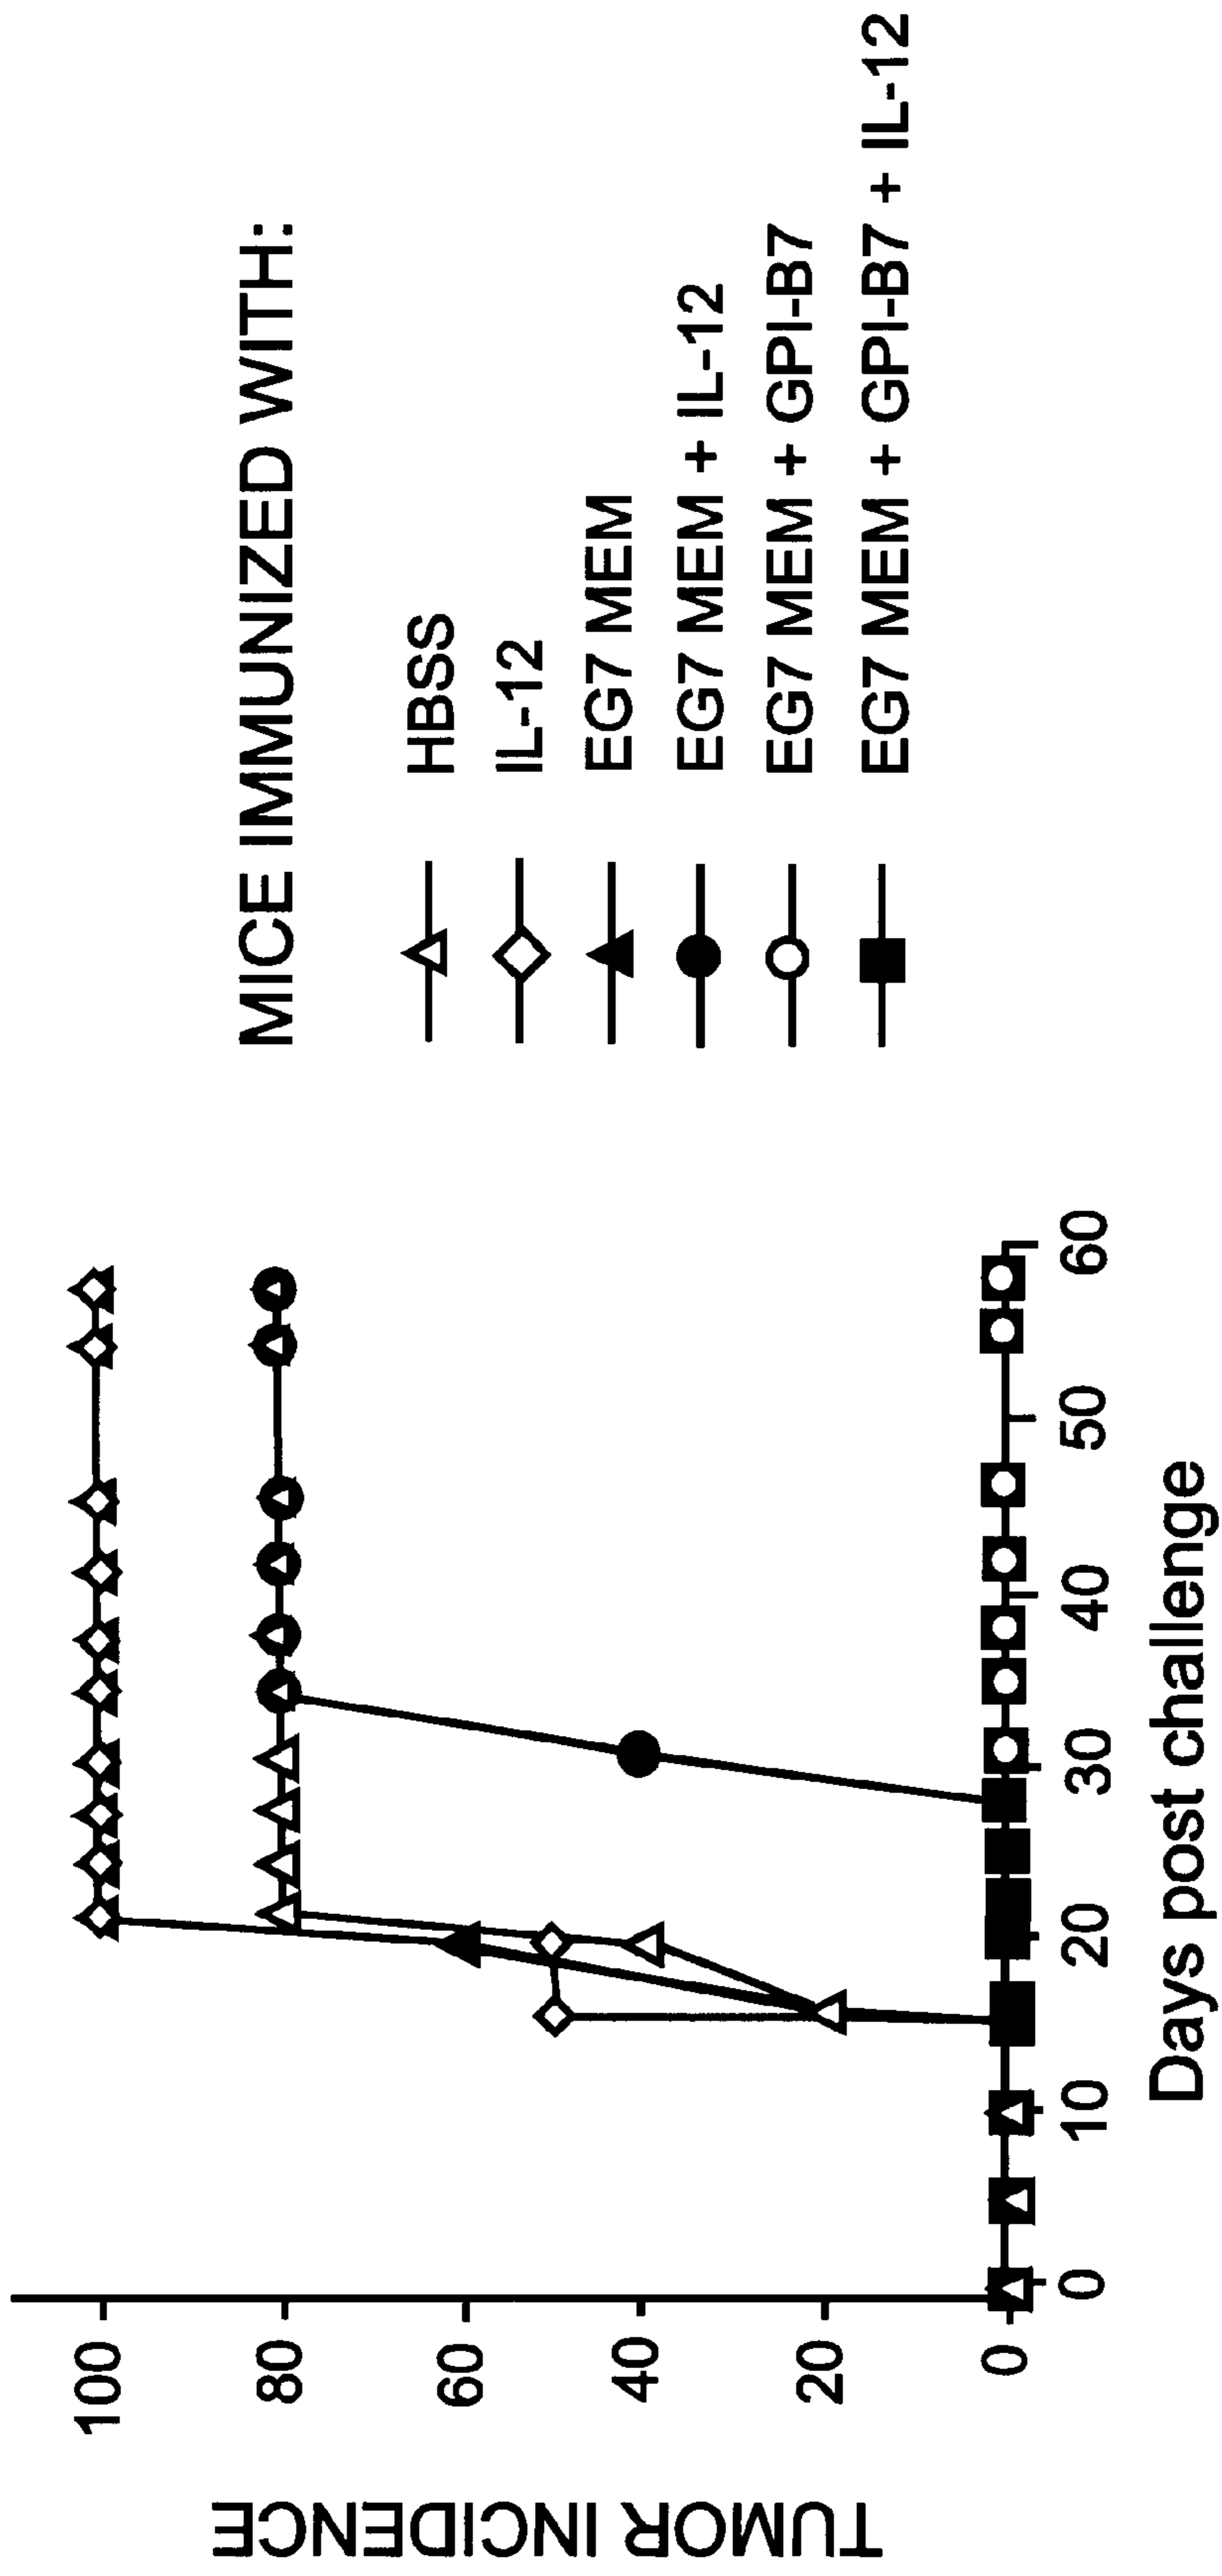 TUMOR INCIDENCE
100
80
60
40
20
0
0 10 20 30 40 50 60
Days post challenge
MICE IMMUNIZED WITH:
HBSS
IL-12
EG7 MEM
EG7 MEM + IL-12
EG7 MEM + GPI-B7
EG7 MEM + GPI-B7 + IL-12